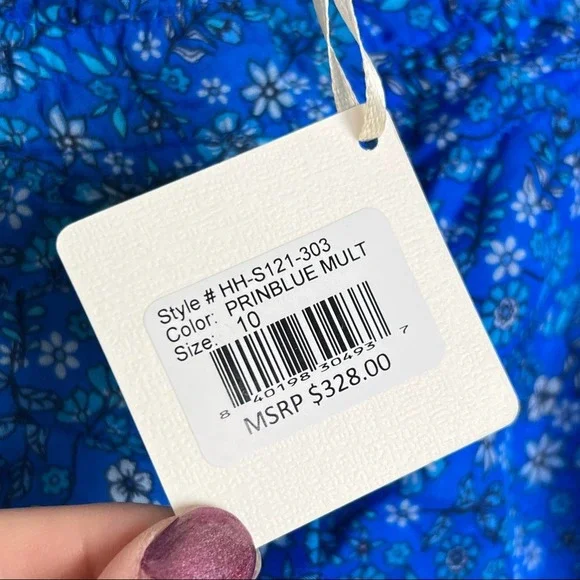 Style # HH-S121-303
Color: PRINBLUE MULT
Size: 10
8 40198 30493 7
MSRP $328.00